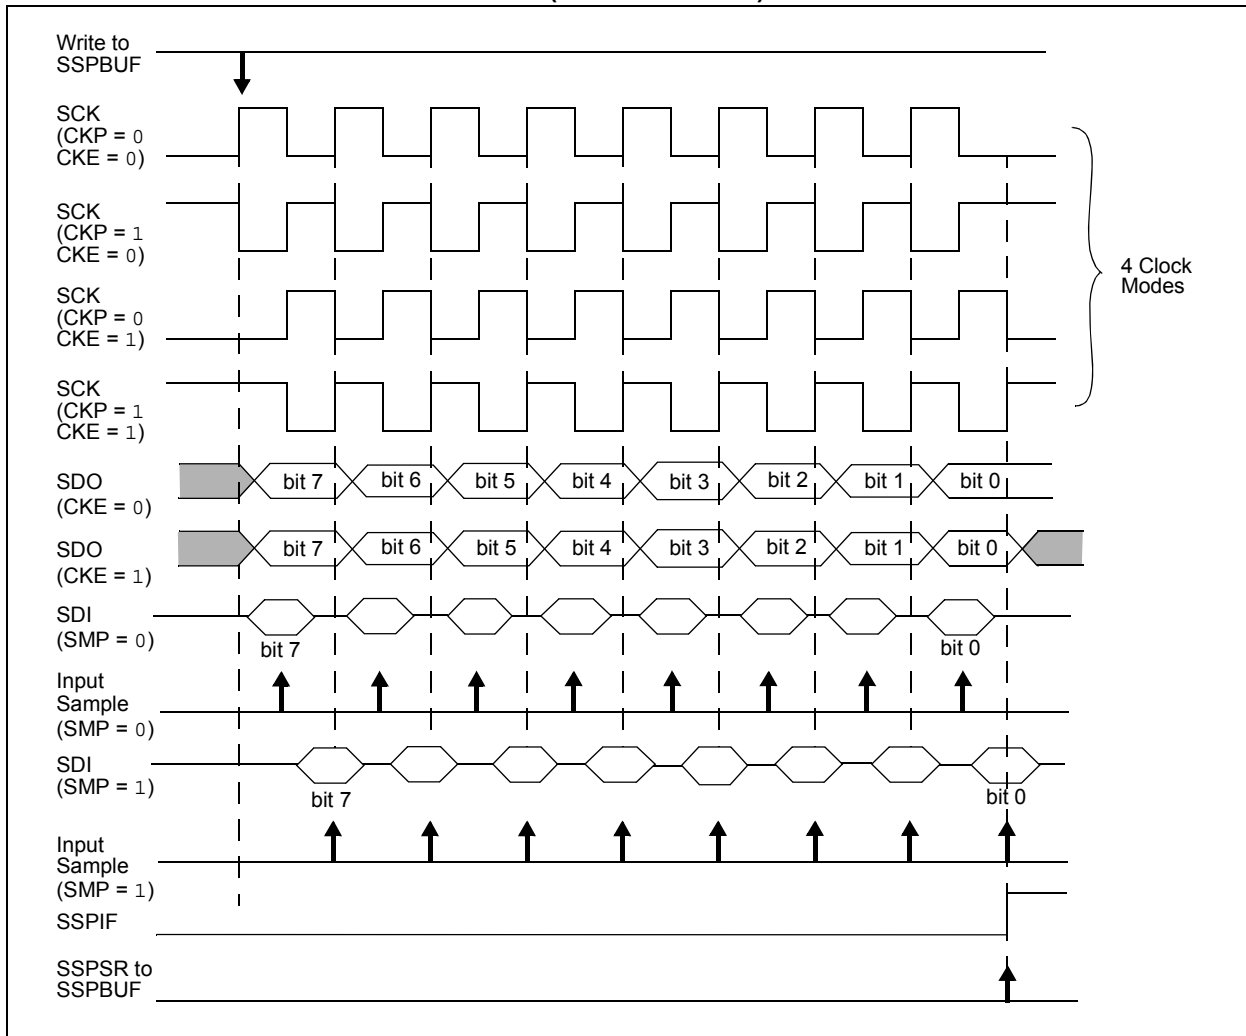 Write to
SSPBUF
SCK
(CKP = 0
CKE = 0)
SCK
(CKP = 1
CKE = 0)
4 Clock
Modes
SCK
(CKP = 0
CKE = 1)
SCK
(CKP = 1
CKE = 1)
SDO
(CKE = 0)
bit 7 bit 6 bit 5 bit 4 bit 3 bit 2 bit 1 bit 0
SDO
(CKE = 1)
bit 7 bit 6 bit 5 bit 4 bit 3 bit 2 bit 1 bit 0
SDI
(SMP = 0)
bit 7 bit 0
Input
Sample
(SMP = 0)
SDI
(SMP = 1)
bit 7 bit 0
Input
Sample
(SMP = 1)
SSPIF
SSPSR to
SSPBUF